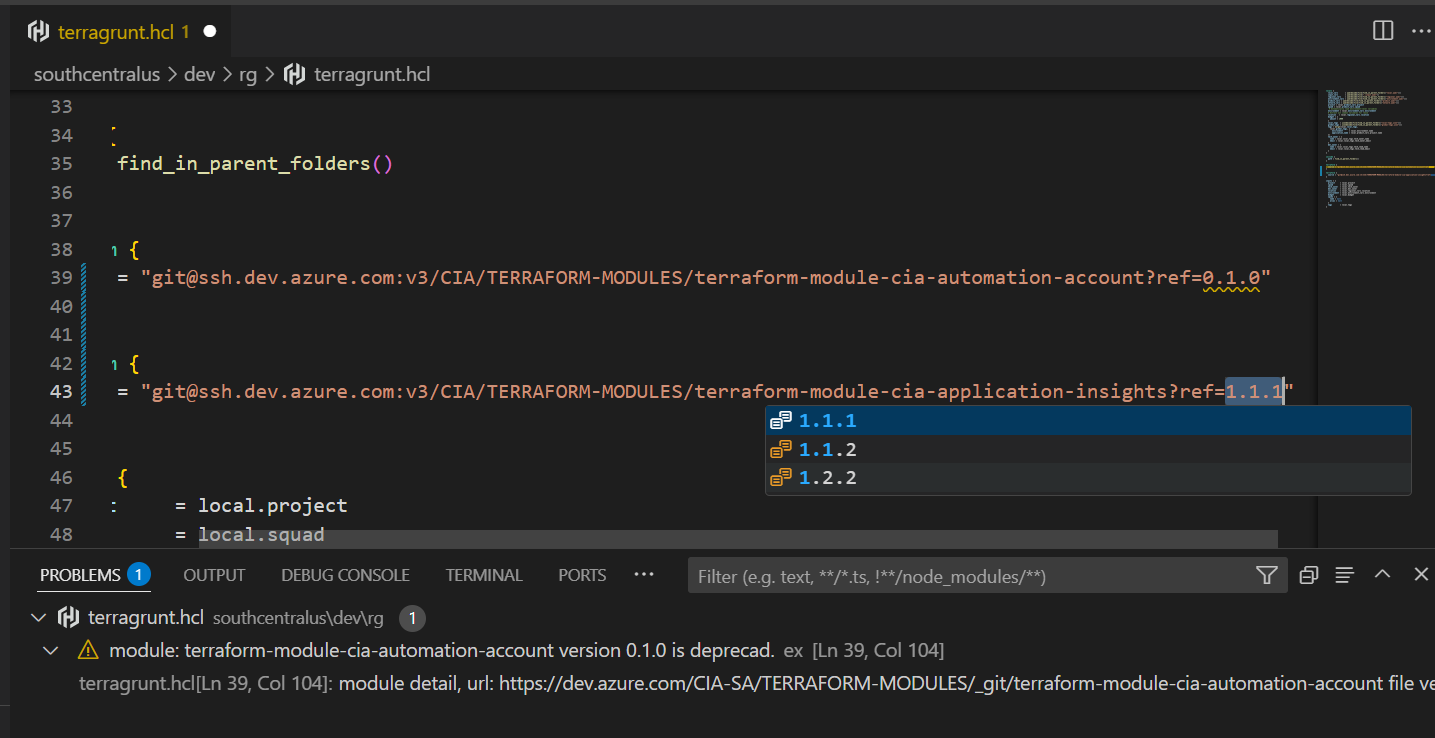 terragrunt.hcl 1
southcentralus > dev > rg > terragrunt.hcl
33
34 {
35 find_in_parent_folders()
36
37
38 {
39 = "git@ssh.dev.azure.com:v3/CIA/TERRAFORM-MODULES/terraform-module-cia-automation-account?ref=0.1.0"
40
41
42 {
43 = "git@ssh.dev.azure.com:v3/CIA/TERRAFORM-MODULES/terraform-module-cia-application-insights?ref=1.1.1"
44
1.1.1
45
1.1.2
46 {
1.2.2
47 = local.project
48 = local.squad
PROBLEMS 1 OUTPUT DEBUG CONSOLE TERMINAL PORTS ··· Filter (e.g. text, **/*.ts, !**/node_modules/**)
terragrunt.hcl southcentralus\dev\rg 1
module: terraform-module-cia-automation-account version 0.1.0 is deprecad. ex [Ln 39, Col 104]
terragrunt.hcl[Ln 39, Col 104]: module detail, url: https://dev.azure.com/CIA-SA/TERRAFORM-MODULES/_git/terraform-module-cia-automation-account file ve